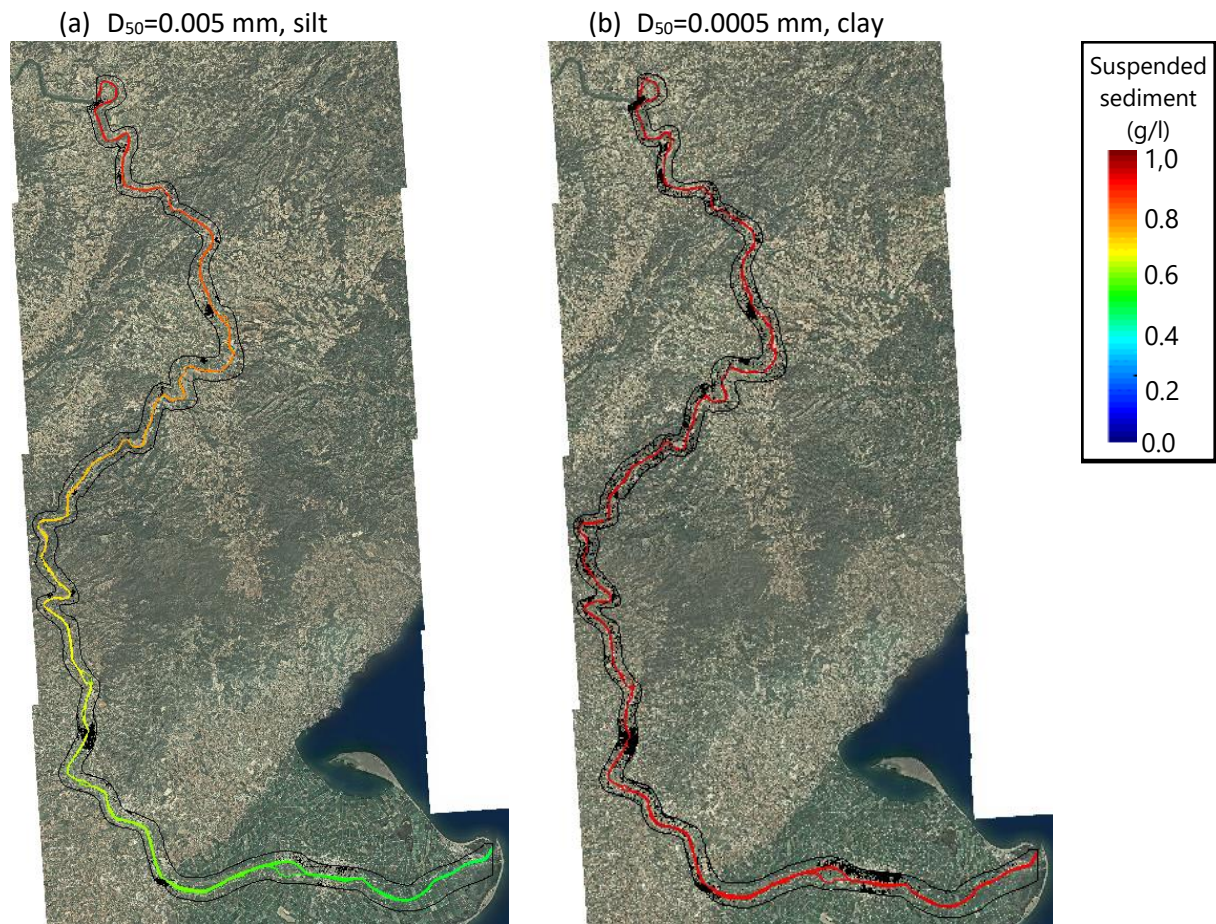 (a) D₅₀=0.005 mm, silt
(b) D₅₀=0.0005 mm, clay
Suspended
sediment
(g/l)
1,0
0.8
0.6
0.4
0.2
0.0